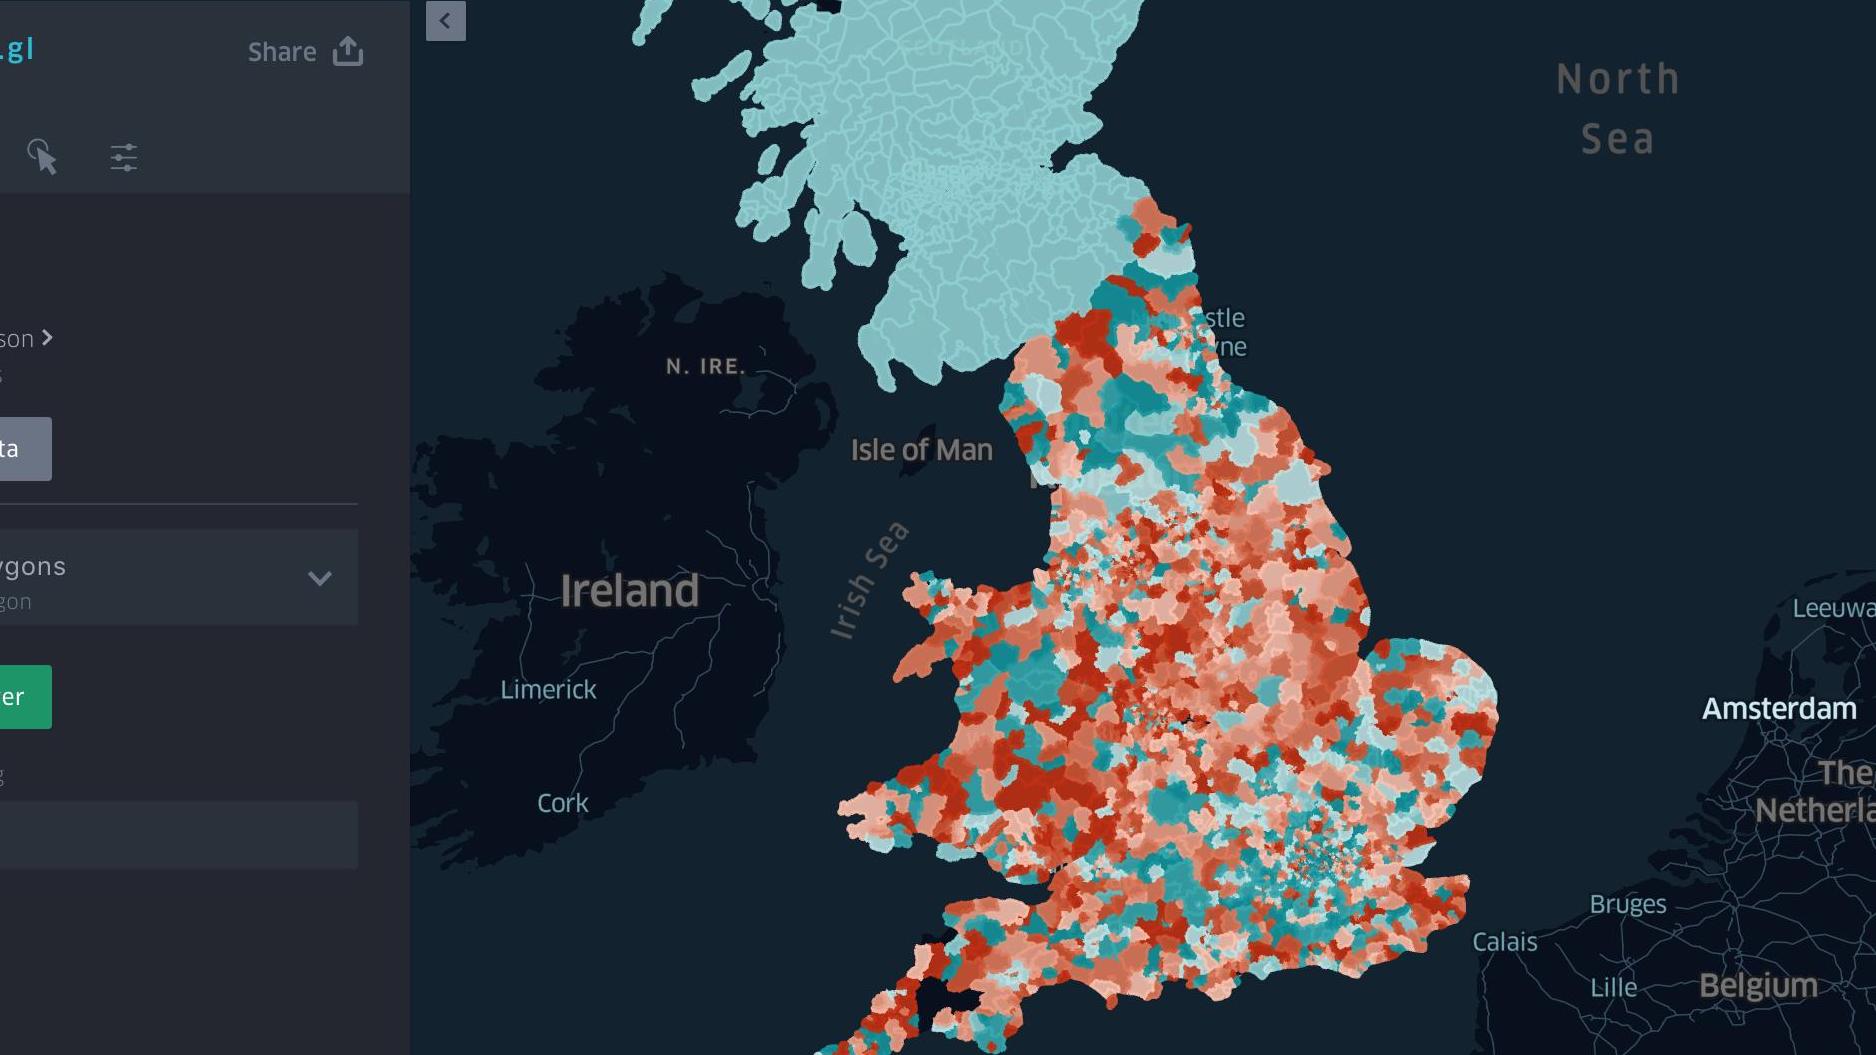 .gl
Share
son
s
ta
ygons
gon
er
g
SCOTLAND
North
Sea
stle
yne
N. IRE.
Isle of Man
Irish Sea
Ireland
Limerick
Cork
Leeuwa
Amsterdam
The
Netherla
Bruges
Calais
Lille
Belgium